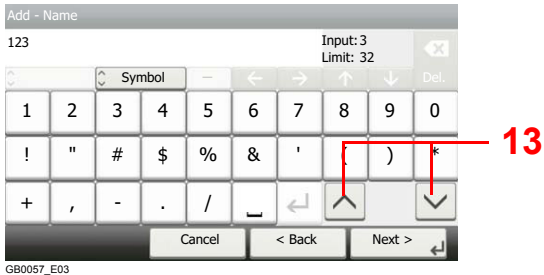 Add - Name
123
Input: 3
Limit: 32
Symbol
Del.
1 2 3 4 5 6 7 8 9 0
! " # $ % & ' ( ) *
+ , - . / _
Cancel < Back Next >
13
GB0057_E03